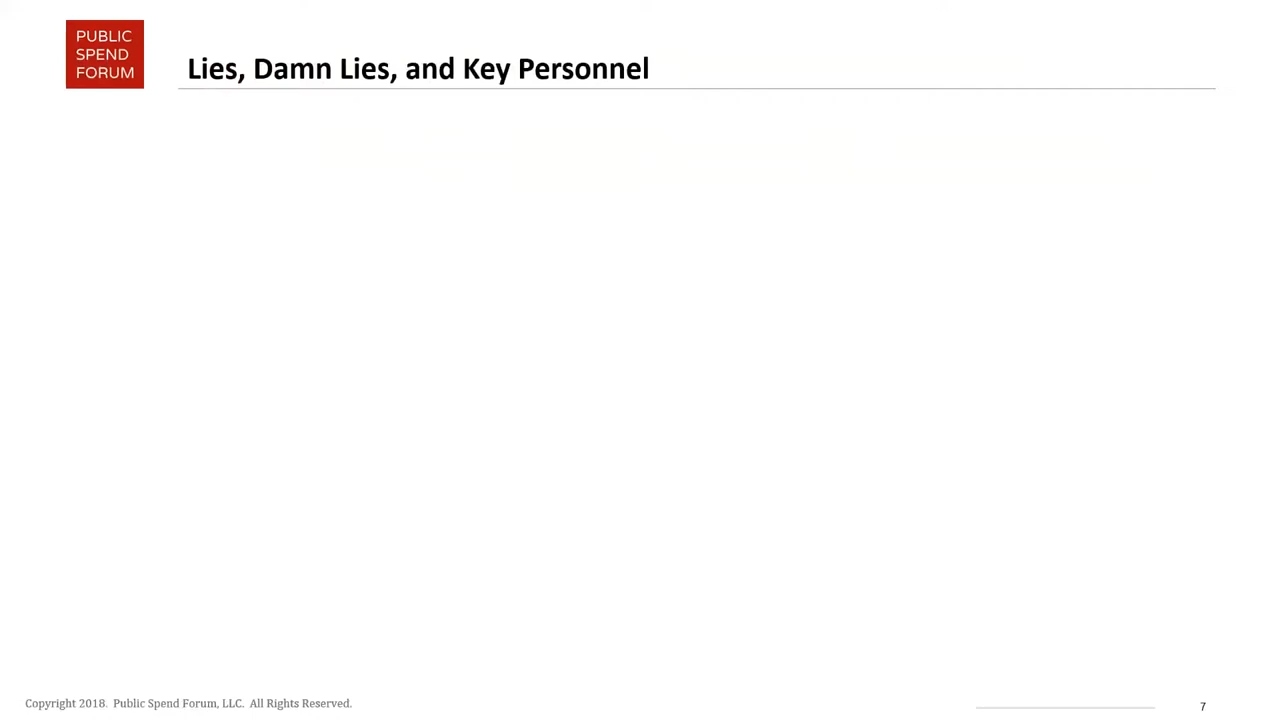 PUBLIC
SPEND
FORUM
Lies, Damn Lies, and Key Personnel
Copyright 2018.  Public Spend Forum, LLC.  All Rights Reserved.
7